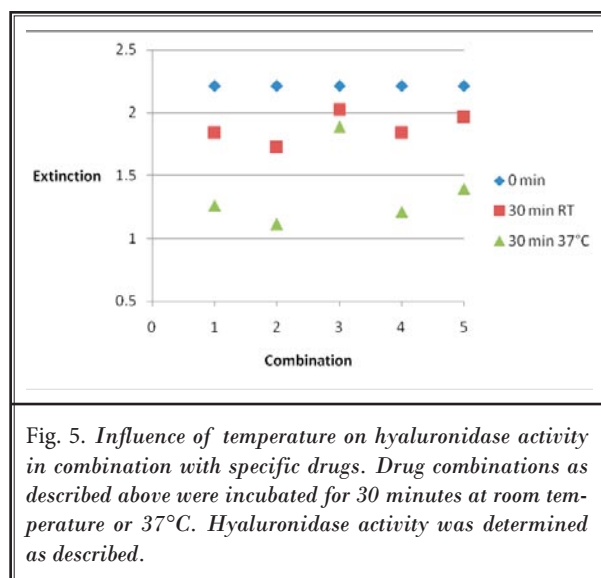 2.5
2
Extinction 1.5
1
0.5
0 1 2 3 4 5
Combination
0 min
30 min RT
30 min 37°C
Fig. 5. Influence of temperature on hyaluronidase activity
in combination with specific drugs. Drug combinations as
described above were incubated for 30 minutes at room tem-
perature or 37°C. Hyaluronidase activity was determined
as described.